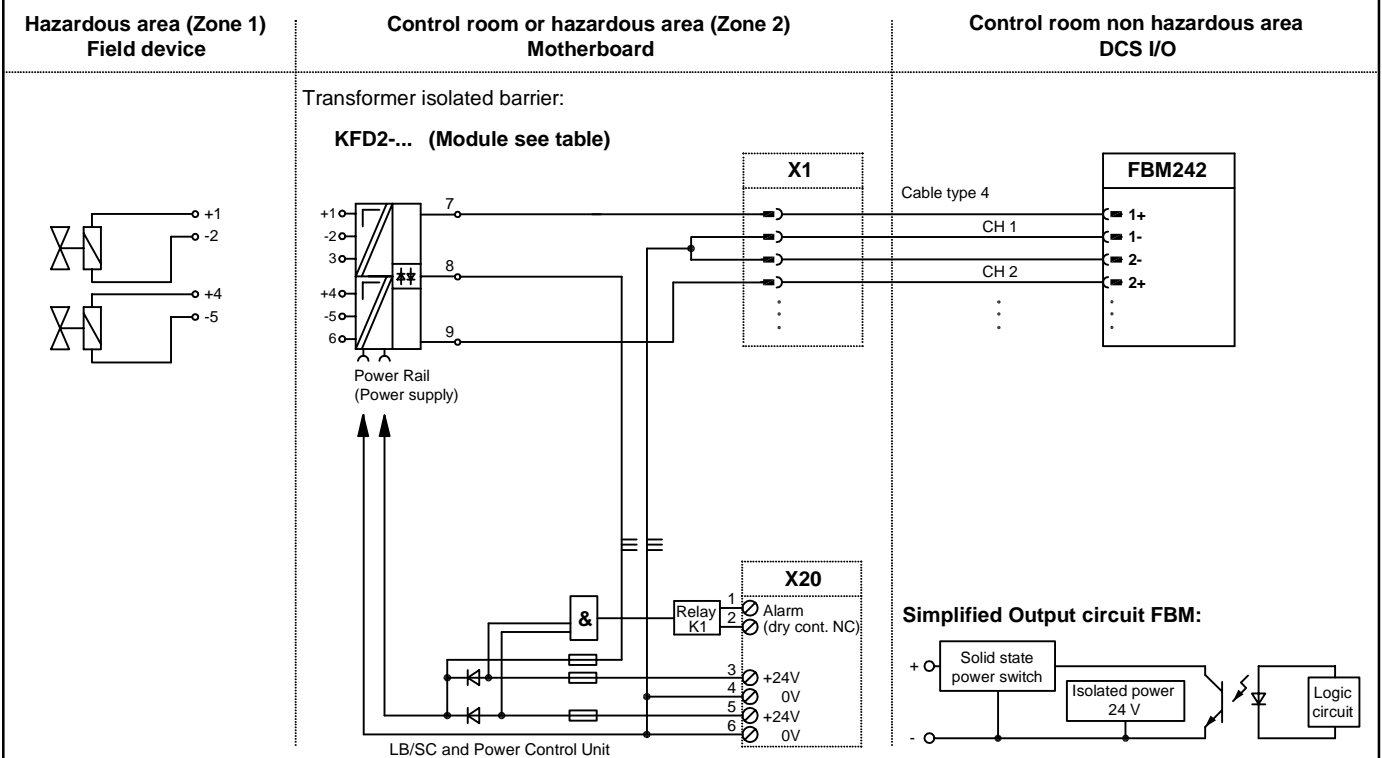 Hazardous area (Zone 1)
Field device
Control room or hazardous area (Zone 2)
Motherboard
Control room non hazardous area
DCS I/O
Transformer isolated barrier:
KFD2-... (Module see table)
X1
FBM242
Cable type 4
+1
-2
+4
-5
+1
-2
3
+4
-5
6
7
8
9
CH 1
CH 2
1+
1-
2-
2+
Power Rail
(Power supply)
X20
&
Relay
K1
1
2
Alarm
(dry cont. NC)
3
+24V
4
0V
5
+24V
6
0V
LB/SC and Power Control Unit
Simplified Output circuit FBM:
+
Solid state
power switch
Isolated power
24 V
Logic
circuit
-